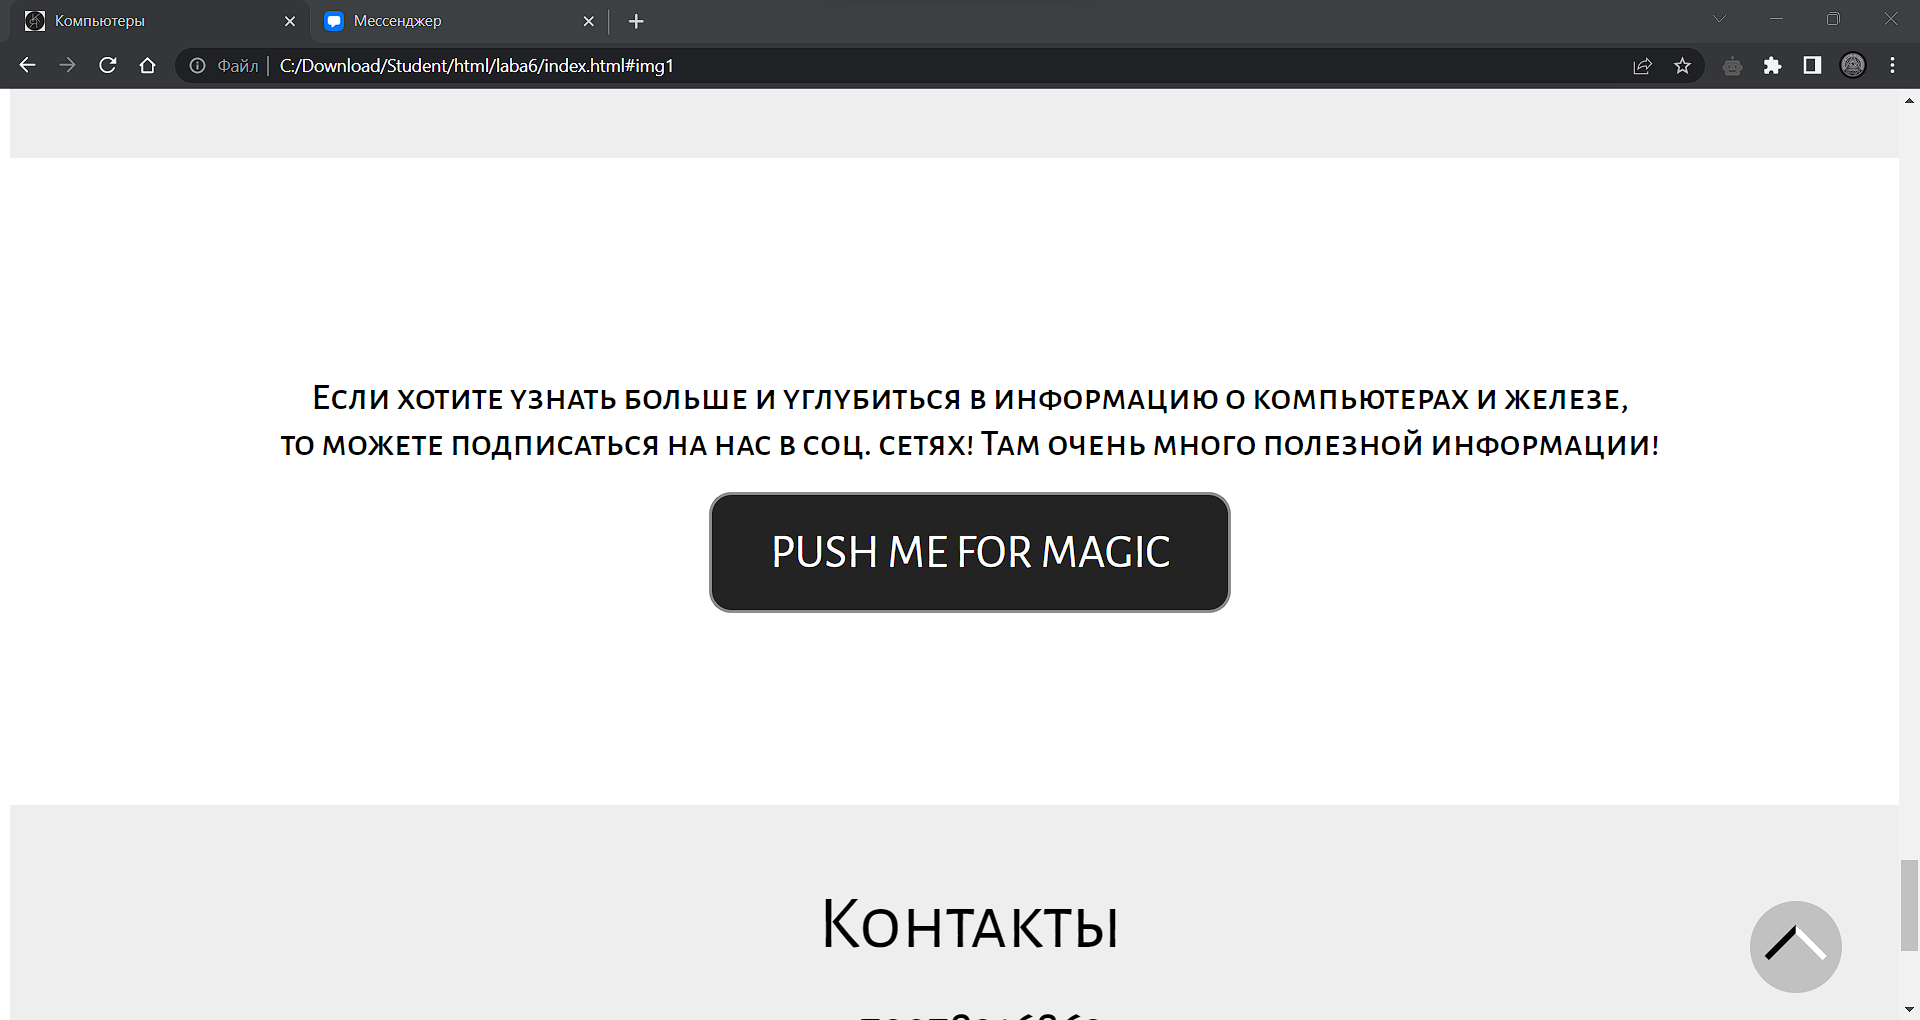 Компьютеры
Мессенджер
Файл
C:/Download/Student/html/laba6/index.html#img1
Если хотите узнать больше и углубиться в информацию о компьютерах и железе,
то можете подписаться на нас в соц. сетях! Там очень много полезной информации!
PUSH ME FOR MAGIC
Контакты